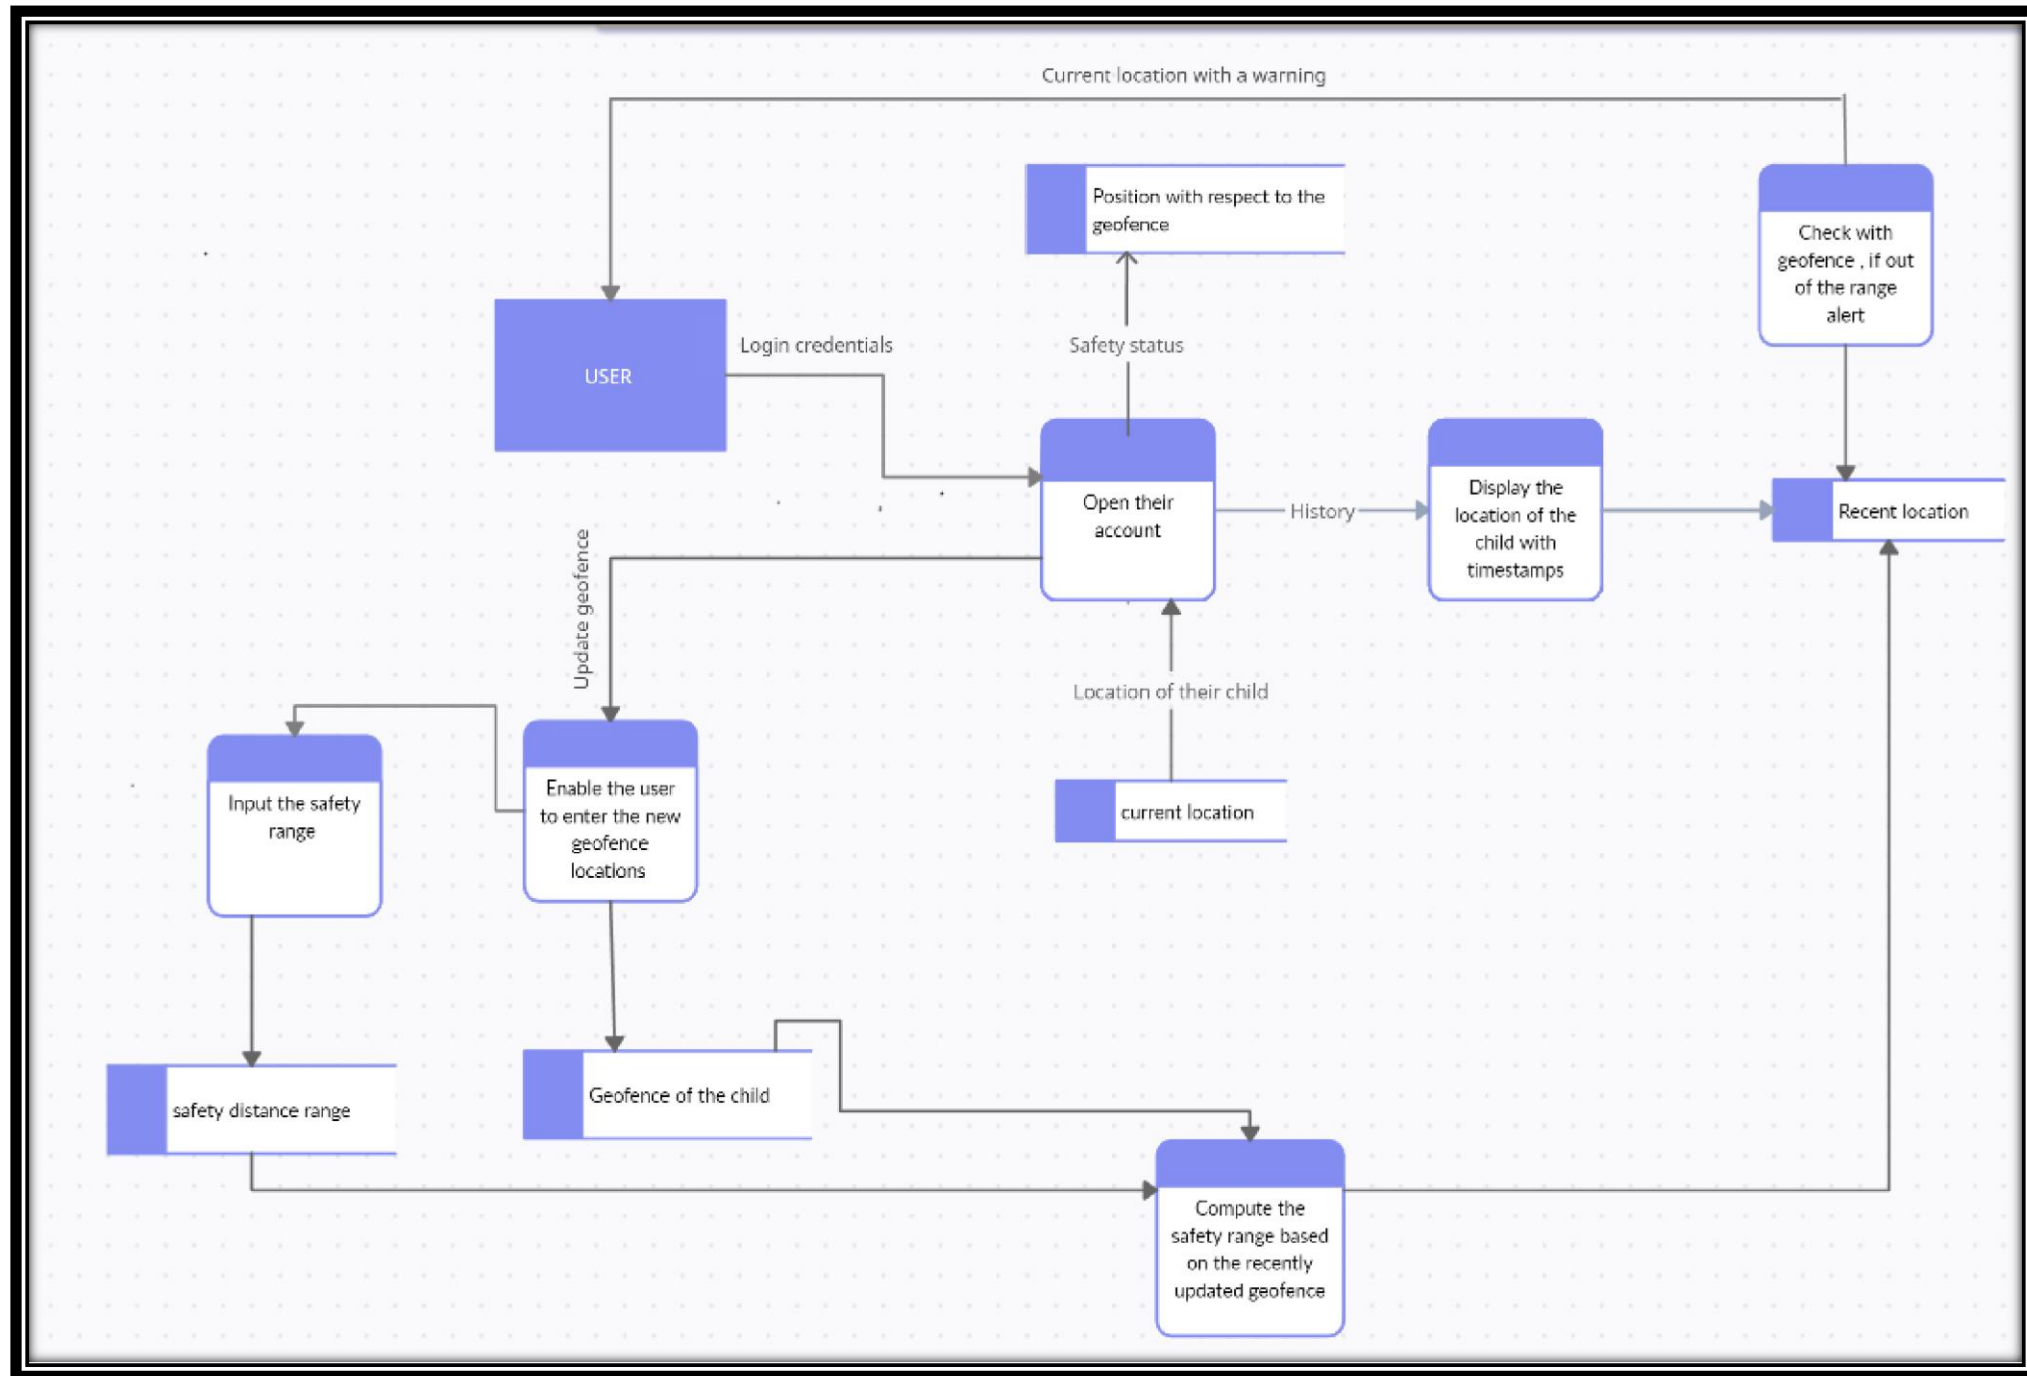 Current location with a warning
Position with respect to the
geofence
Check with
geofence , if out
of the range
alert
Login credentials
Safety status
USER
Open their
account
History
Display the
location of the
child with
timestamps
Recent location
Update geofence
Location of their child
Input the safety
range
Enable the user
to enter the new
geofence
locations
current location
safety distance range
Geofence of the child
Compute the
safety range based
on the recently
updated geofence